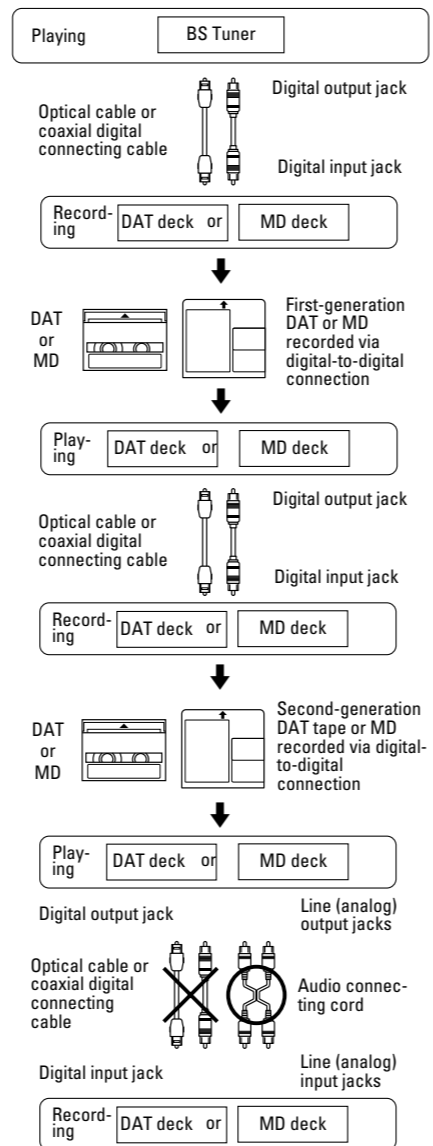 Playing
BS Tuner
Optical cable or
coaxial digital
connecting cable
Digital output jack
Digital input jack
Record-
ing
DAT deck or
MD deck
DAT
or
MD
First-generation
DAT or MD
recorded via
digital-to-digital
connection
Play-
ing
DAT deck or
MD deck
Optical cable or
coaxial digital
connecting cable
Digital output jack
Digital input jack
Record-
ing
DAT deck or
MD deck
DAT
or
MD
Second-generation
DAT tape or MD
recorded via digital-
to-digital
connection
Play-
ing
DAT deck or
MD deck
Digital output jack
Line (analog)
output jacks
Optical cable or
coaxial digital
connecting
cable
Audio connec-
ting cord
Digital input jack
Line (analog)
input jacks
Record-
ing
DAT deck or
MD deck